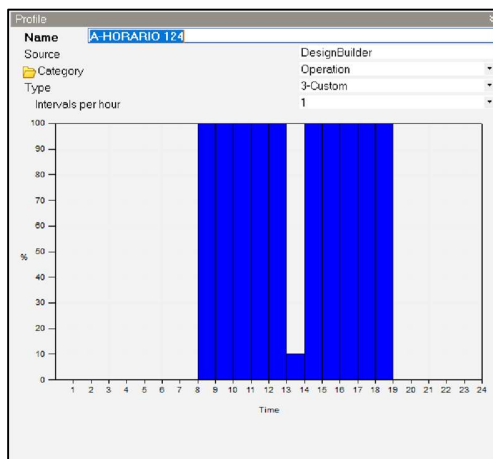 Profile
Name A-HORARIO 124
Source DesignBuilder
Category Operation
Type 3-Custom
Intervals per hour 1
100
90
80
70
60
50
40
30
20
10
0
%
1 2 3 4 5 6 7 8 9 10 11 12 13 14 15 16 17 18 19 20 21 22 23 24
Time